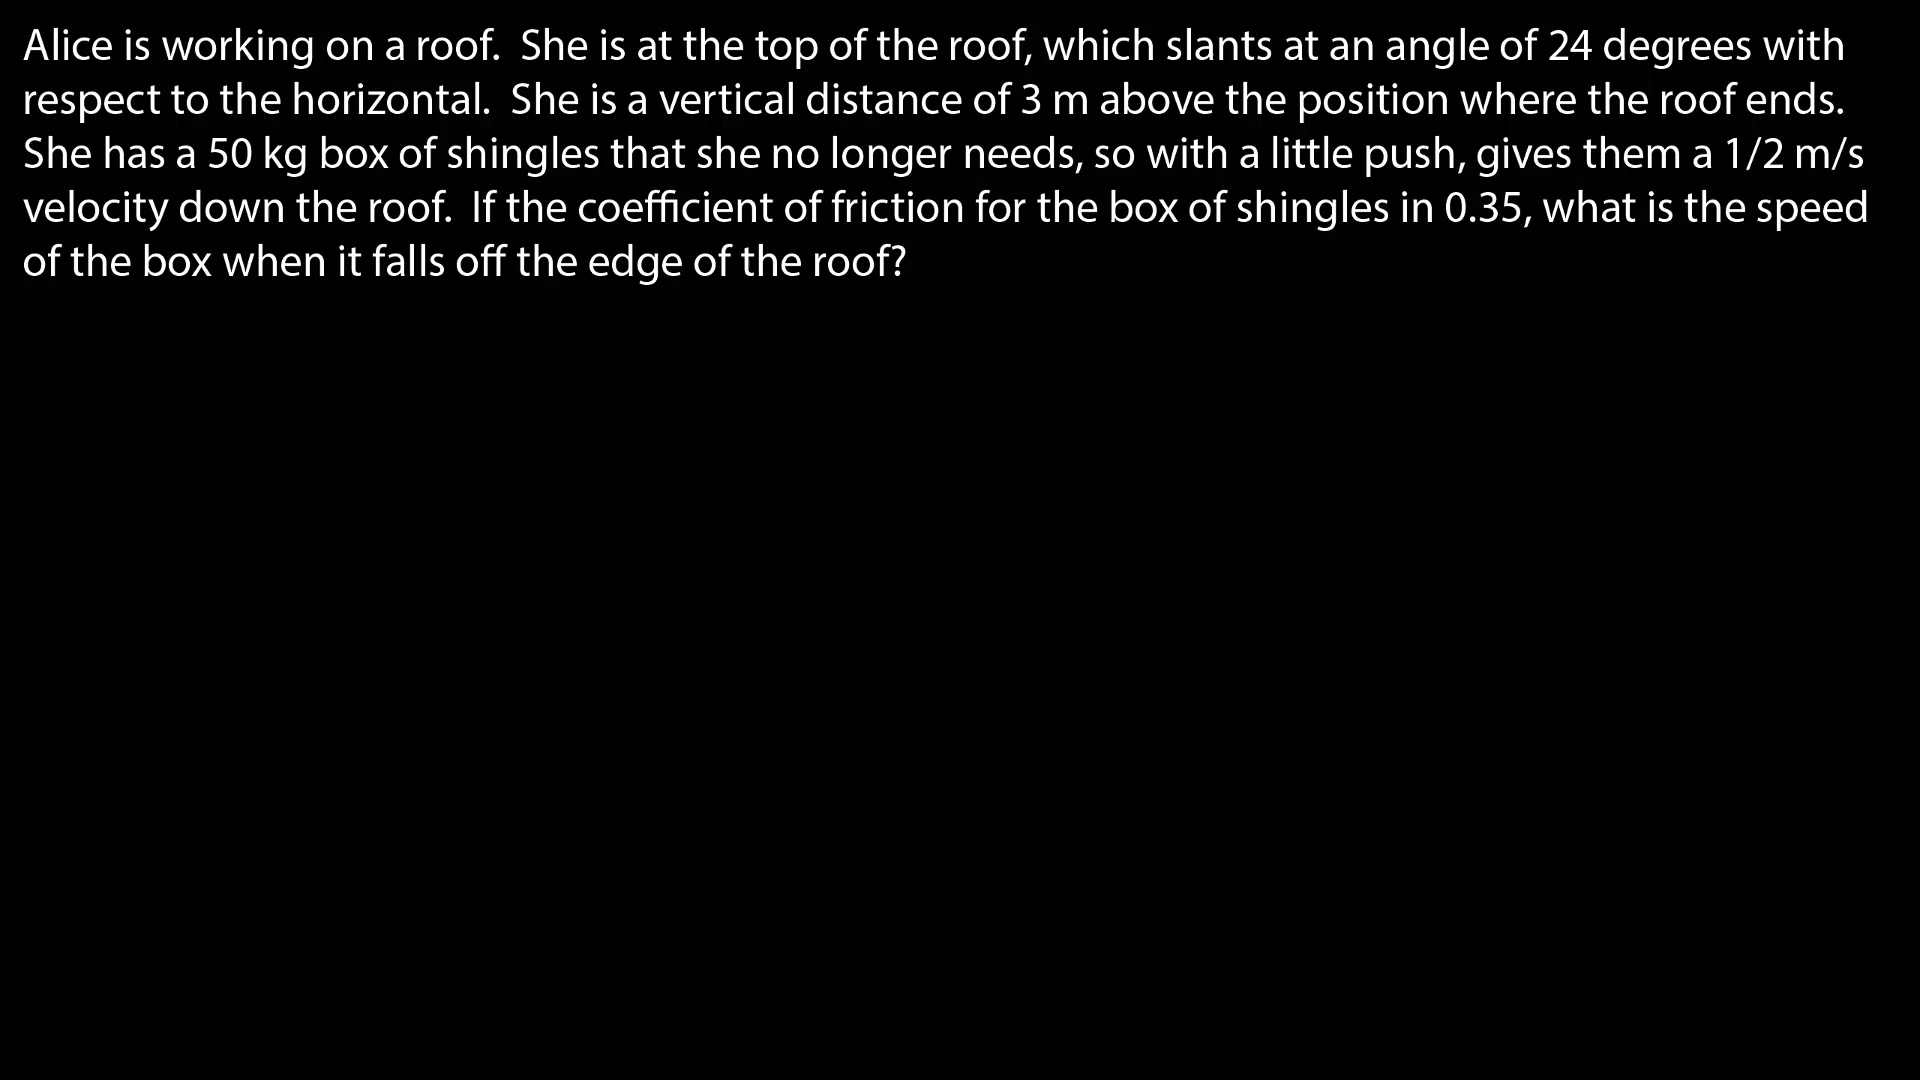 Alice is working on a roof.  She is at the top of the roof, which slants at an angle of 24 degrees with
respect to the horizontal.  She is a vertical distance of 3 m above the position where the roof ends.
She has a 50 kg box of shingles that she no longer needs, so with a little push, gives them a 1/2 m/s
velocity down the roof.  If the coefficient of friction for the box of shingles in 0.35, what is the speed
of the box when it falls off the edge of the roof?